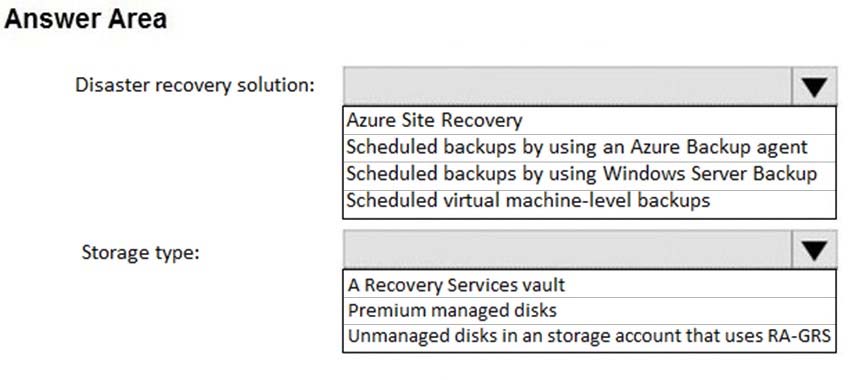 Answer Area
Disaster recovery solution:
Azure Site Recovery
Scheduled backups by using an Azure Backup agent
Scheduled backups by using Windows Server Backup
Scheduled virtual machine-level backups
Storage type:
A Recovery Services vault
Premium managed disks
Unmanaged disks in an storage account that uses RA-GRS